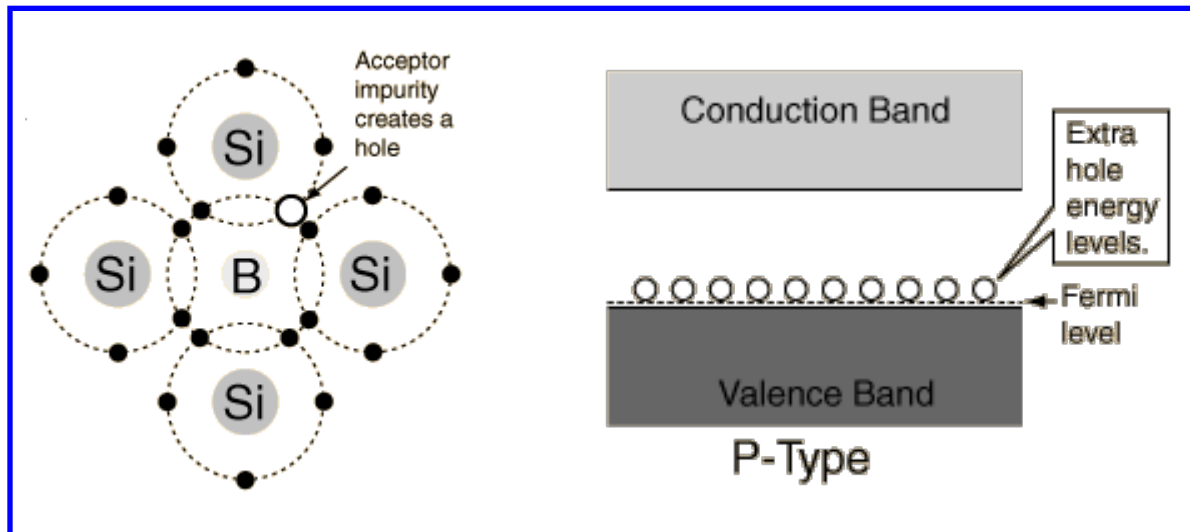 Acceptor
impurity
creates a
hole
Si
Si
B
Si
Si
Conduction Band
Extra
hole
energy
levels.
Fermi
level
Valence Band
P-Type